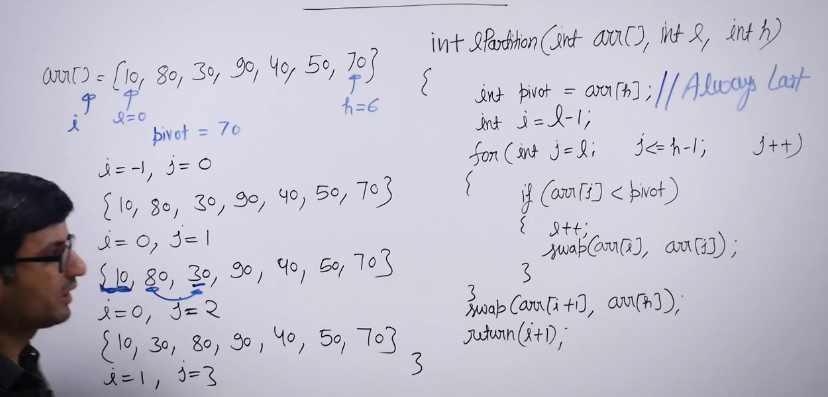 arr[] = {10, 80, 30, 90, 40, 50, 70}
i
l=0
h=6
pivot = 70
i=-1, j=0
{10, 80, 30, 90, 40, 50, 70}
i=0, j=1
{10, 80, 30, 90, 40, 50, 70}
i=0, j=2
{10, 30, 80, 90, 40, 50, 70}
i=1, j=3
int lPartition(int arr[], int l, int h)
{
int pivot = arr[h]; // Always Last
int i=l-1;
for(int j=l; j<=h-1; j++)
{
if (arr[j] < pivot)
{ i++;
swap(arr[i], arr[j]);
}
}
swap(arr[i+1], arr[h]);
return(i+1);
}